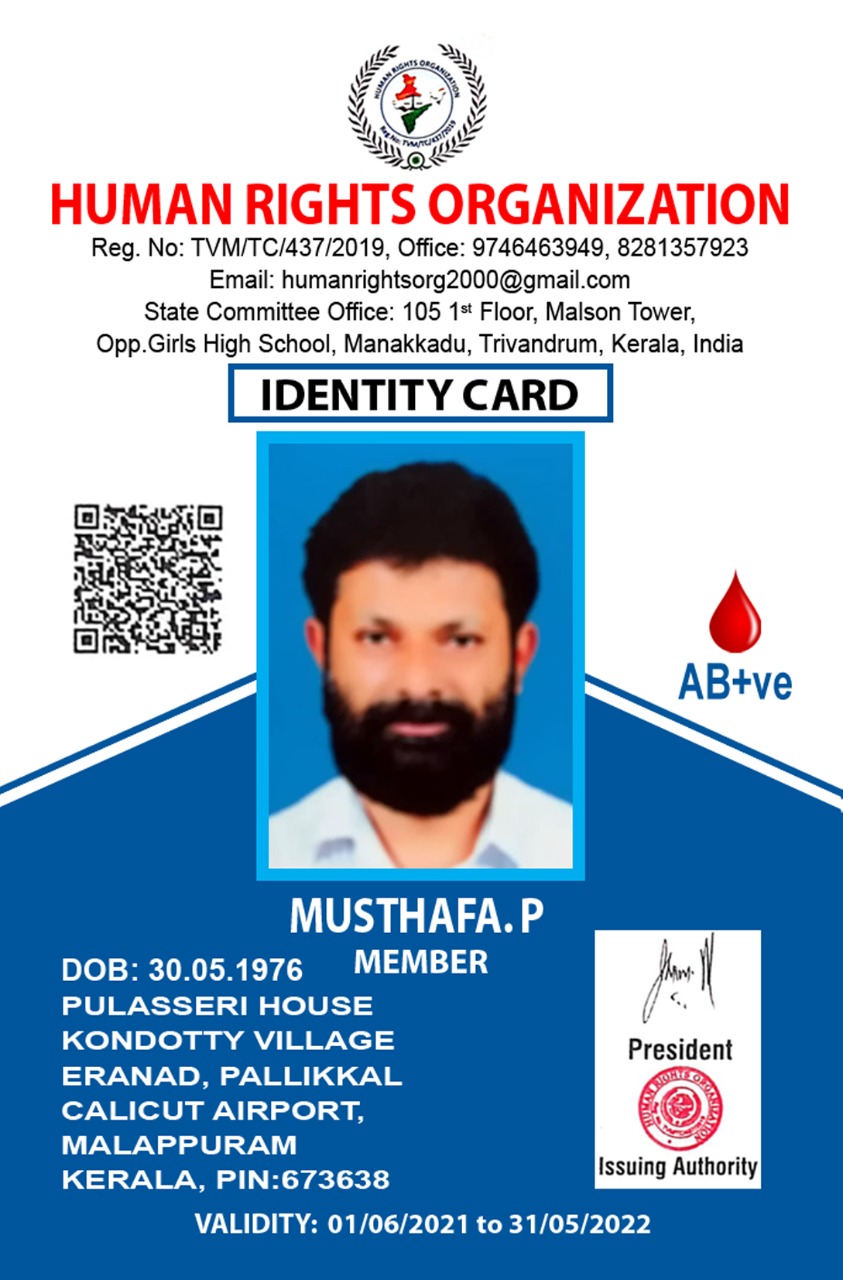 HUMAN RIGHTS ORGANIZATION
Reg No: TVM/TC/437/2019
HUMAN RIGHTS ORGANIZATION
Reg. No: TVM/TC/437/2019, Office: 9746463949, 8281357923
Email: humanrightsorg2000@gmail.com
State Committee Office: 105 1st Floor, Malson Tower,
Opp.Girls High School, Manakkadu, Trivandrum, Kerala, India
IDENTITY CARD
AB+ve
MUSTHAFA.P
MEMBER
DOB: 30.05.1976
PULASSERI HOUSE
KONDOTTY VILLAGE
ERANAD, PALLIKKAL
CALICUT AIRPORT,
MALAPPURAM
KERALA, PIN:673638
President
HUMAN RIGHTS ORGANIZATION
Issuing Authority
VALIDITY: 01/06/2021 to 31/05/2022